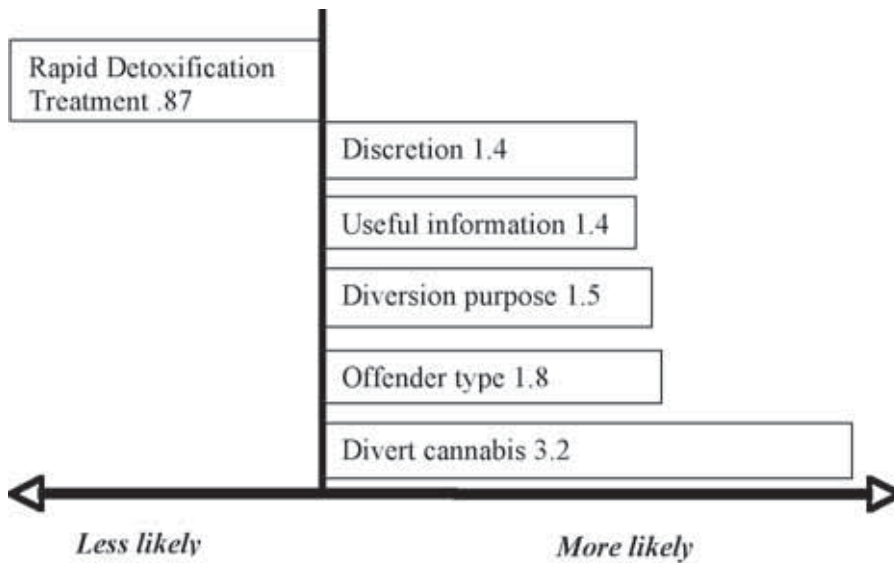 Rapid Detoxification
Treatment .87
Discretion 1.4
Useful information 1.4
Diversion purpose 1.5
Offender type 1.8
Divert cannabis 3.2
Less likely
More likely